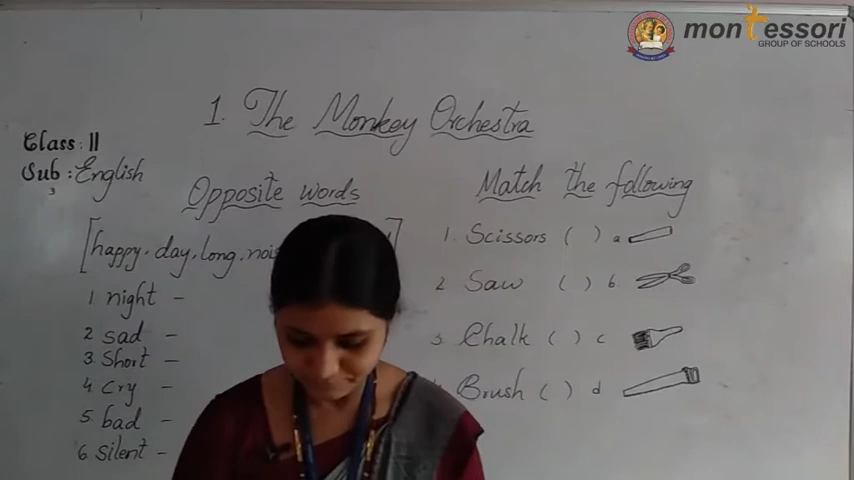 montessori
GROUP OF SCHOOLS
1. The Monkey Orchestra
Class : II
Sub : English
Opposite words
[happy, day, long, ]
1. night -
2 sad -
3. Short -
4 cry -
5. bad -
6. Silent -
Match the following
1. Scissors ( ) a
2. Saw ( ) b.
3. Chalk ( ) c
Brush ( ) d